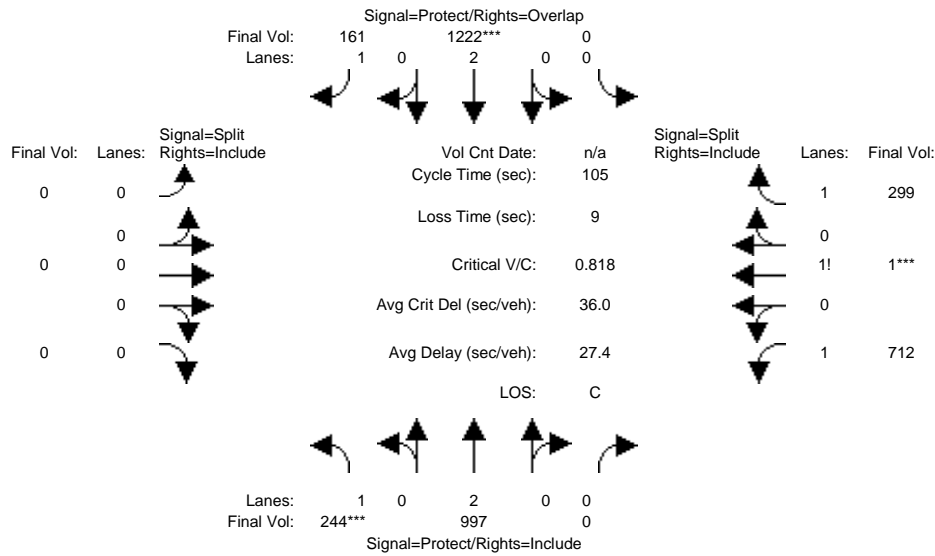 Signal=Protect/Rights=Overlap
Final Vol: 161 1222*** 0
Lanes: 1 0 2 0 0
Signal=Split
Final Vol: Lanes: Rights=Include
Vol Cnt Date: n/a
Signal=Split
Rights=Include Lanes: Final Vol:
Cycle Time (sec): 105
0 0
1 299
Loss Time (sec): 9
0
0
0 0
Critical V/C: 0.818
1! 1***
0
Avg Crit Del (sec/veh): 36.0
0
0 0
Avg Delay (sec/veh): 27.4
1 712
LOS: C
Lanes: 1 0 2 0 0
Final Vol: 244*** 997 0
Signal=Protect/Rights=Include